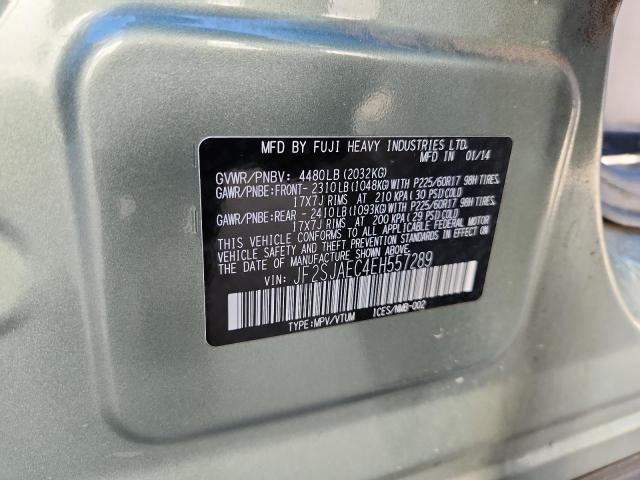 MFD BY FUJI HEAVY INDUSTRIES LTD.
MFD IN 01/14
GVWR/PNBV: 4480LB(2032KG)
GAWR/PNBE:FRONT- 2310LB(1048KG)WITH P225/60R17 98H TIRES,
17X7J RIMS AT 210 KPA(30 PSI)COLD
GAWR/PNBE:REAR - 2410LB(1093KG)WITH P225/60R17 98H TIRES,
17X7J RIMS AT 200 KPA(29 PSI)COLD
THIS VEHICLE CONFORMS TO ALL APPLICABLE FEDERAL MOTOR
VEHICLE SAFETY AND BUMPER STANDARDS IN EFFECT ON THE DATE
OF MANUFACTURE SHOWN ABOVE.
VIN: JF2SJAEC4EH557289
TYPE:MPV/VTUM ICES/NMB-002